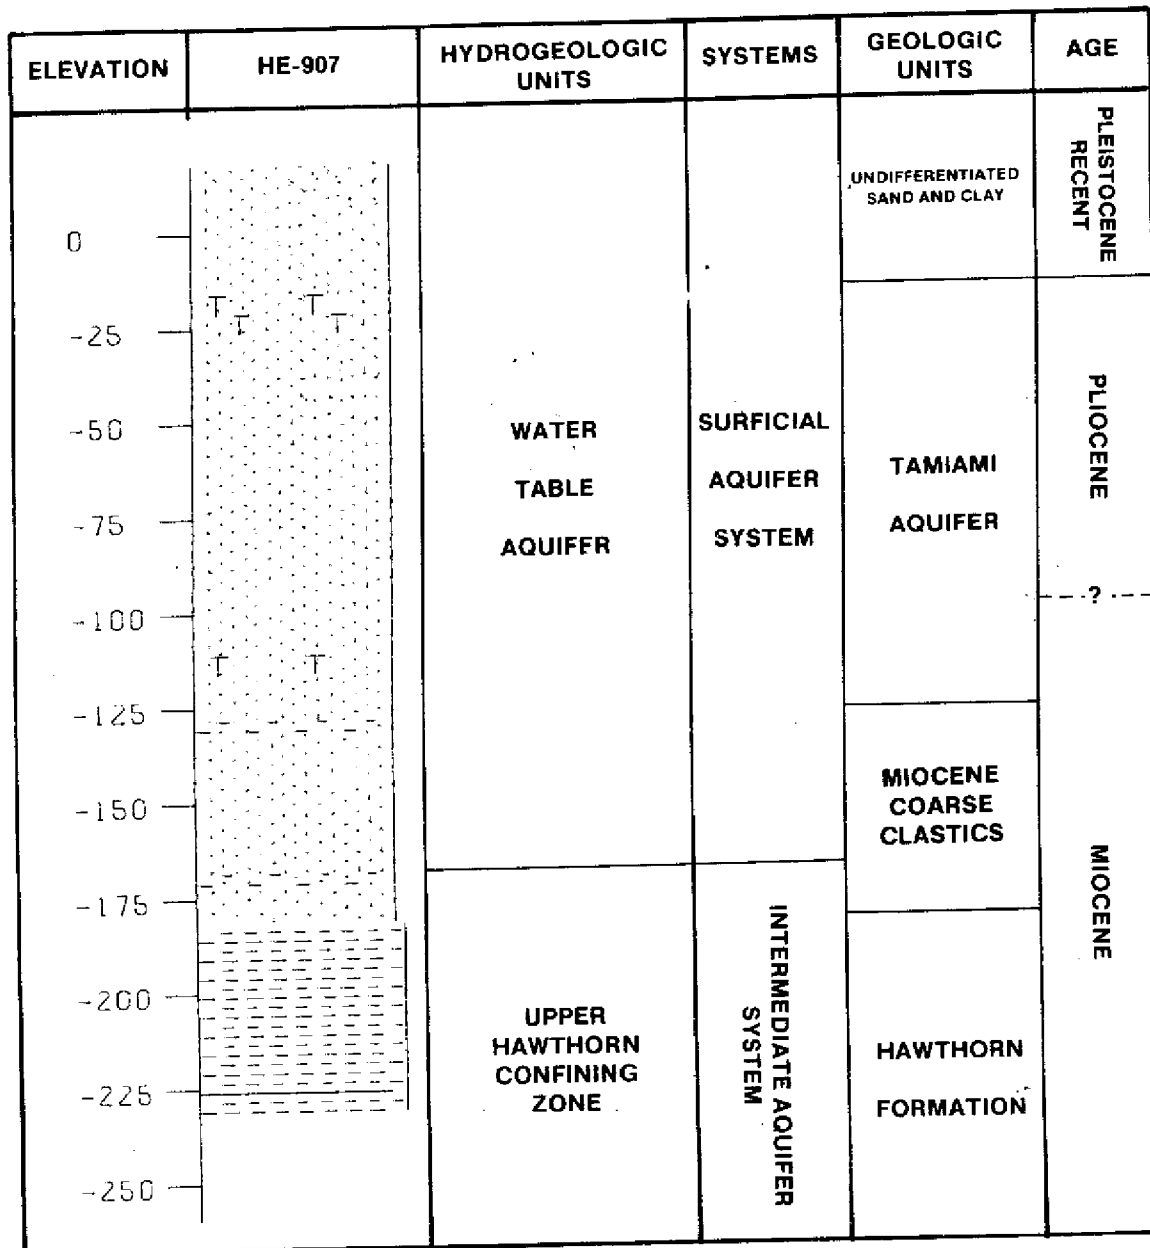 ELEVATION
HE-907
HYDROGEOLOGIC
UNITS
SYSTEMS
GEOLOGIC
UNITS
AGE
0
-25
-50
-75
-100
-125
-150
-175
-200
-225
-250
T T
T T
T T
WATER
TABLE
AQUIFFR
UPPER
HAWTHORN
CONFINING
ZONE
SURFICIAL
AQUIFER
SYSTEM
INTERMEDIATE AQUIFER
SYSTEM
UNDIFFERENTIATED
SAND AND CLAY
TAMIAMI
AQUIFER
MIOCENE
COARSE
CLASTICS
HAWTHORN
FORMATION
PLEISTOCENE
RECENT
PLIOCENE
?
MIOCENE